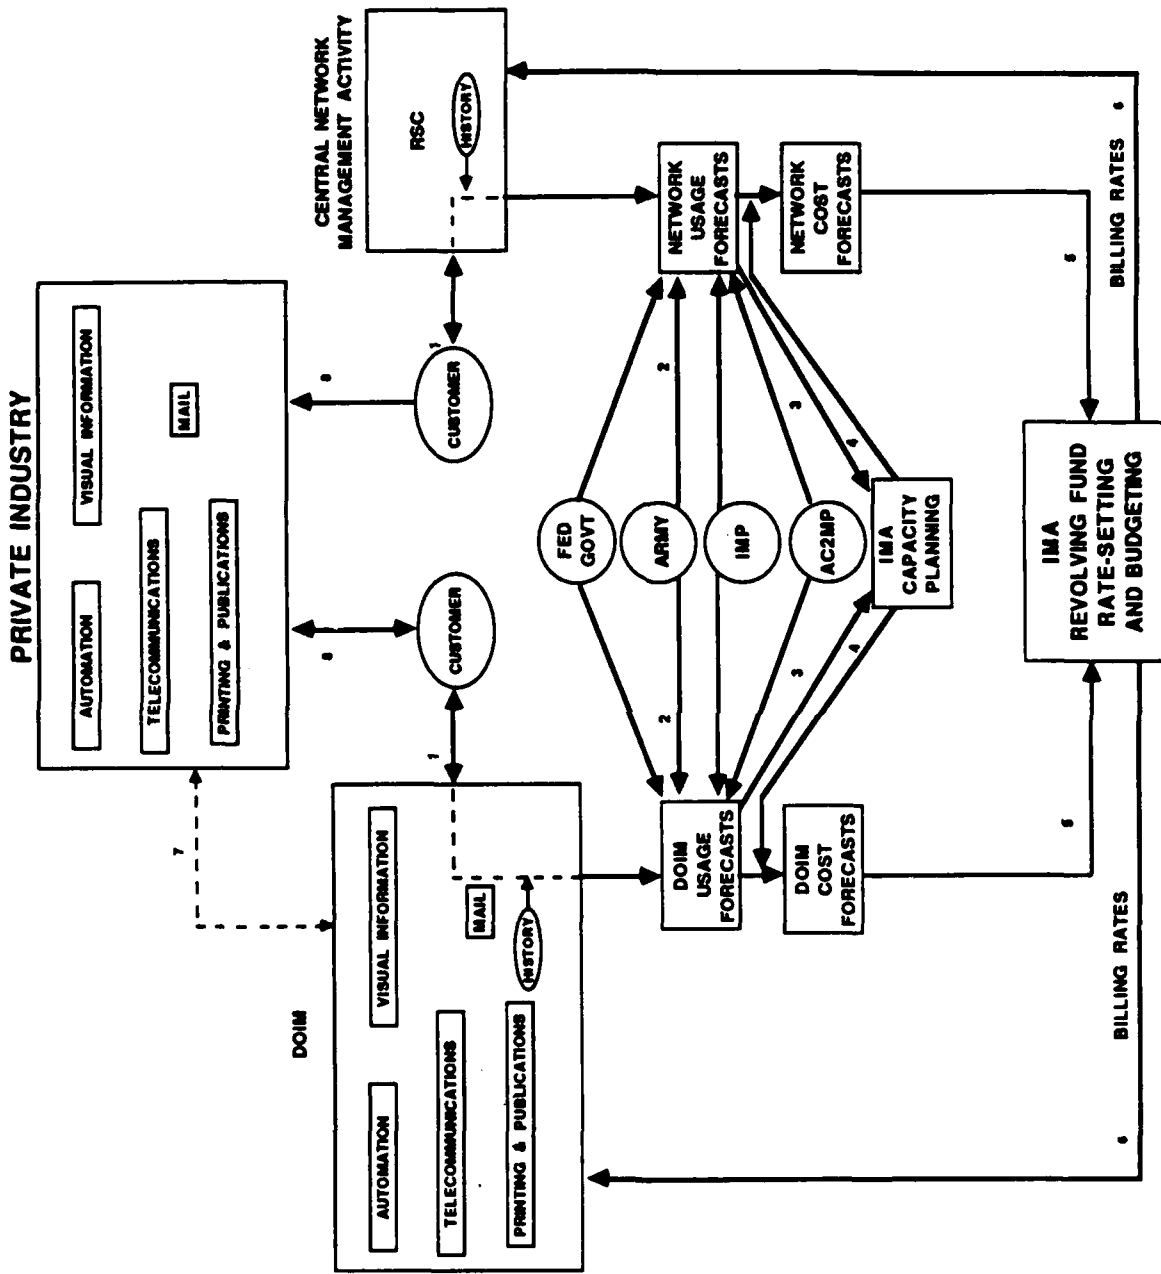 PRIVATE INDUSTRY
AUTOMATION
VISUAL INFORMATION
TELECOMMUNICATIONS
MAIL
PRINTING & PUBLICATIONS
DOIM
AUTOMATION
VISUAL INFORMATION
TELECOMMUNICATIONS
MAIL
PRINTING & PUBLICATIONS
HISTORY
CENTRAL NETWORK
MANAGEMENT ACTIVITY
RSC
HISTORY
7
8
8
1
CUSTOMER
CUSTOMER
1
DOIM
USAGE
FORECASTS
2
FED
GOVT
ARMY
IMP
AC2MP
2
NETWORK
USAGE
FORECASTS
3
4
3
4
DOIM
COST
FORECASTS
IMA
CAPACITY
PLANNING
NETWORK
COST
FORECASTS
5
5
IMA
REVOLVING FUND
RATE-SETTING
AND BUDGETING
6
BILLING RATES
BILLING RATES
6